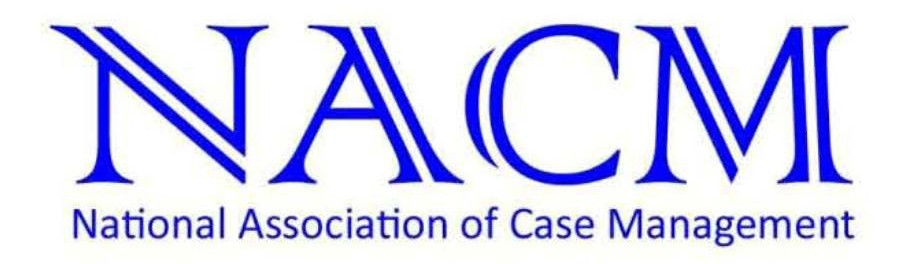 NACM
National Association of Case Management